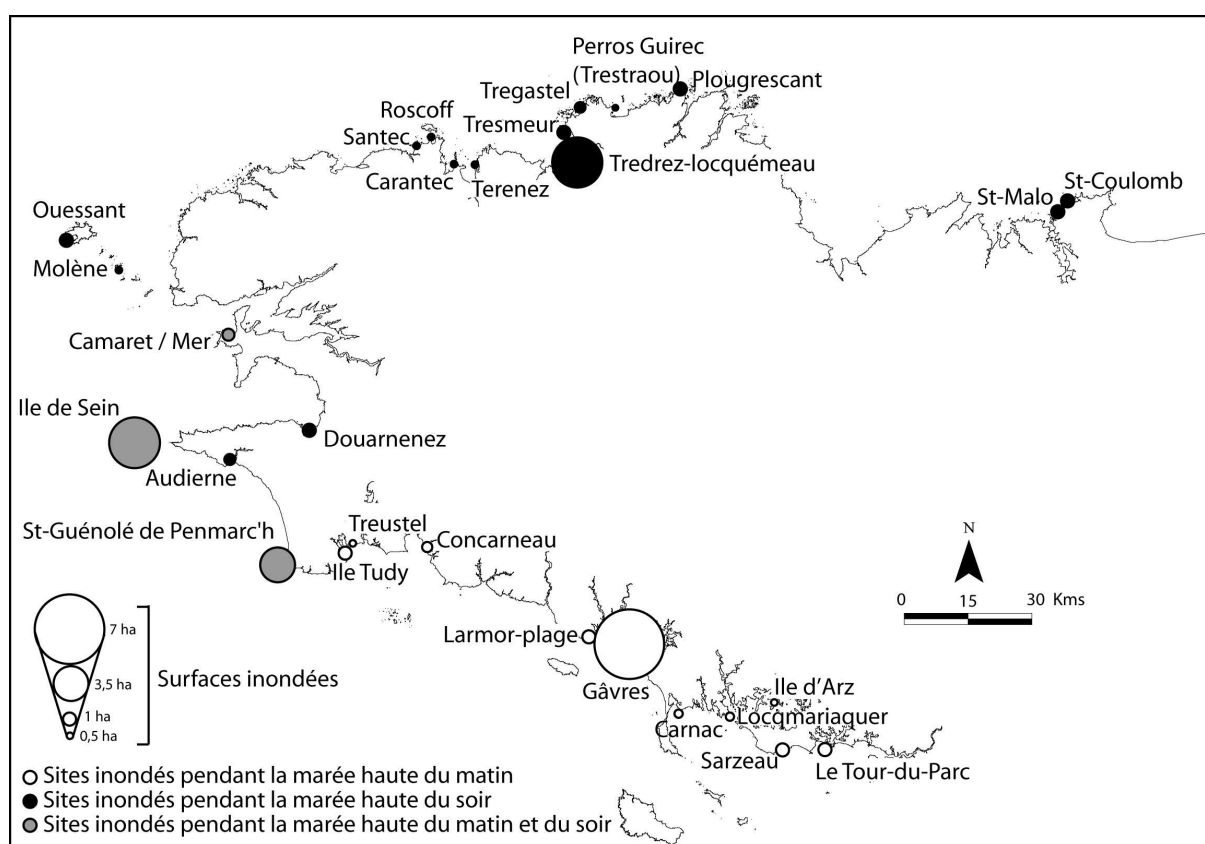 Perros Guirec
(Trestraou)
Plougrescant
Tregastel
Roscoff
Tresmeur
Santec
Tredrez-locquémeau
Carantec
Terenez
St-Coulomb
St-Malo
Ouessant
Molène
Camaret / Mer
Ile de Sein
Douarnenez
Audierne
St-Guénolé de Penmarc'h
Treustel
Concarneau
Ile Tudy
N
0 15 30 Kms
Larmor-plage
Gâvres
Ile d'Arz
Locqmariaquer
Carnac
Sarzeau
Le Tour-du-Parc
7 ha
3,5 ha
1 ha
0,5 ha
Surfaces inondées
Sites inondés pendant la marée haute du matin
Sites inondés pendant la marée haute du soir
Sites inondés pendant la marée haute du matin et du soir